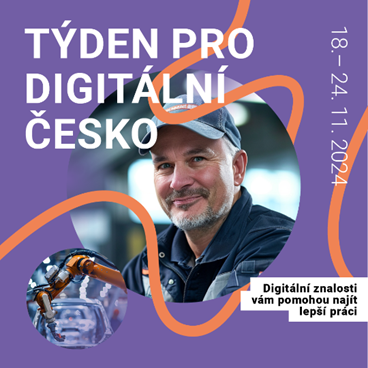 TÝDEN PRO
DIGITÁLNÍ
ČESKO
18.– 24. 11. 2024
Digitální znalosti
vám pomohou najít
lepší práci